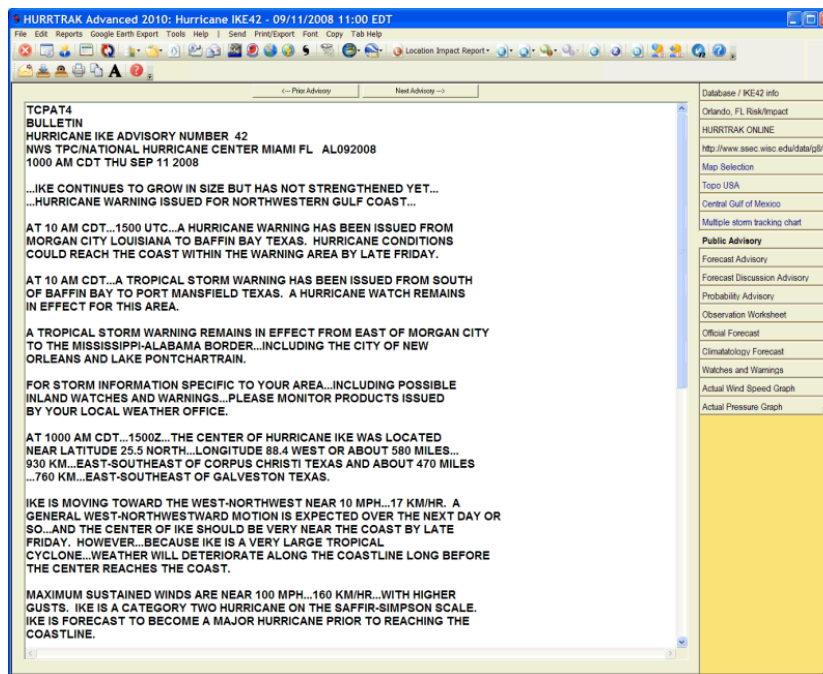 HURRTRAK Advanced 2010: Hurricane IKE42 - 09/11/2008 11:00 EDT
File Edit Reports Google Earth Export Tools Help | Send Print/Export Font Copy Tab Help
Location Impact Report
<-- Prior Advisory Next Advisory -->
TCPAT4
BULLETIN
HURRICANE IKE ADVISORY NUMBER 42
NWS TPC/NATIONAL HURRICANE CENTER MIAMI FL AL092008
1000 AM CDT THU SEP 11 2008
...IKE CONTINUES TO GROW IN SIZE BUT HAS NOT STRENGTHENED YET...
...HURRICANE WARNING ISSUED FOR NORTHWESTERN GULF COAST...
AT 10 AM CDT...1500 UTC...A HURRICANE WARNING HAS BEEN ISSUED FROM
MORGAN CITY LOUISIANA TO BAFFIN BAY TEXAS. HURRICANE CONDITIONS
COULD REACH THE COAST WITHIN THE WARNING AREA BY LATE FRIDAY.
AT 10 AM CDT...A TROPICAL STORM WARNING HAS BEEN ISSUED FROM SOUTH
OF BAFFIN BAY TO PORT MANSFIELD TEXAS. A HURRICANE WATCH REMAINS
IN EFFECT FOR THIS AREA.
A TROPICAL STORM WARNING REMAINS IN EFFECT FROM EAST OF MORGAN CITY
TO THE MISSISSIPPI-ALABAMA BORDER...INCLUDING THE CITY OF NEW
ORLEANS AND LAKE PONTCHARTRAIN.
FOR STORM INFORMATION SPECIFIC TO YOUR AREA...INCLUDING POSSIBLE
INLAND WATCHES AND WARNINGS...PLEASE MONITOR PRODUCTS ISSUED
BY YOUR LOCAL WEATHER OFFICE.
AT 1000 AM CDT...1500Z...THE CENTER OF HURRICANE IKE WAS LOCATED
NEAR LATITUDE 25.5 NORTH...LONGITUDE 88.4 WEST OR ABOUT 580 MILES...
930 KM...EAST-SOUTHEAST OF CORPUS CHRISTI TEXAS AND ABOUT 470 MILES
...760 KM...EAST-SOUTHEAST OF GALVESTON TEXAS.
IKE IS MOVING TOWARD THE WEST-NORTHWEST NEAR 10 MPH...17 KM/HR. A
GENERAL WEST-NORTHWESTWARD MOTION IS EXPECTED OVER THE NEXT DAY OR
SO...AND THE CENTER OF IKE SHOULD BE VERY NEAR THE COAST BY LATE
FRIDAY. HOWEVER...BECAUSE IKE IS A VERY LARGE TROPICAL
CYCLONE...WEATHER WILL DETERIORATE ALONG THE COASTLINE LONG BEFORE
THE CENTER REACHES THE COAST.
MAXIMUM SUSTAINED WINDS ARE NEAR 100 MPH...160 KM/HR...WITH HIGHER
GUSTS. IKE IS A CATEGORY TWO HURRICANE ON THE SAFFIR-SIMPSON SCALE.
IKE IS FORECAST TO BECOME A MAJOR HURRICANE PRIOR TO REACHING THE
COASTLINE.
Database / IKE42 info
Orlando, FL Risk/Impact
HURRTRAK ONLINE
http://www.ssec.wisc.edu/data/g8/
Map Selection
Topo USA
Central Gulf of Mexico
Multiple storm tracking chart
Public Advisory
Forecast Advisory
Forecast Discussion Advisory
Probability Advisory
Observation Worksheet
Official Forecast
Climatatology Forecast
Watches and Warnings
Actual Wind Speed Graph
Actual Pressure Graph